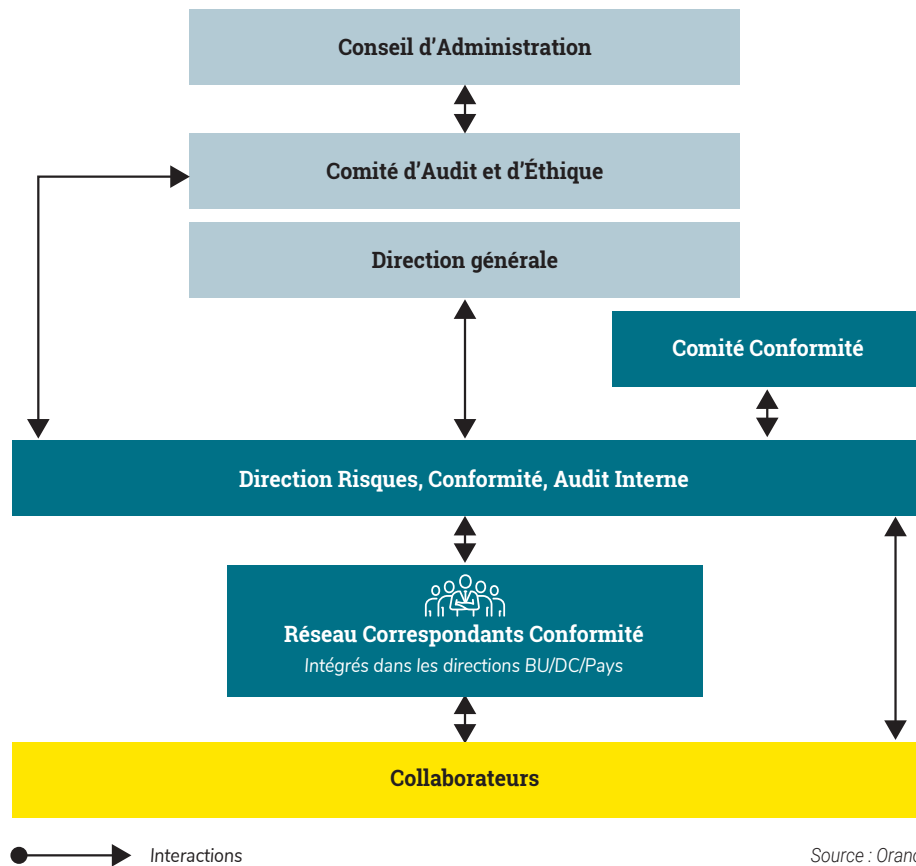 Conseil d'Administration
Comité d'Audit et d'Éthique
Direction générale
Comité Conformité
Direction Risques, Conformité, Audit Interne
Réseau Correspondants Conformité
Intégrés dans les directions BU/DC/Pays
Collaborateurs
Interactions
Source :